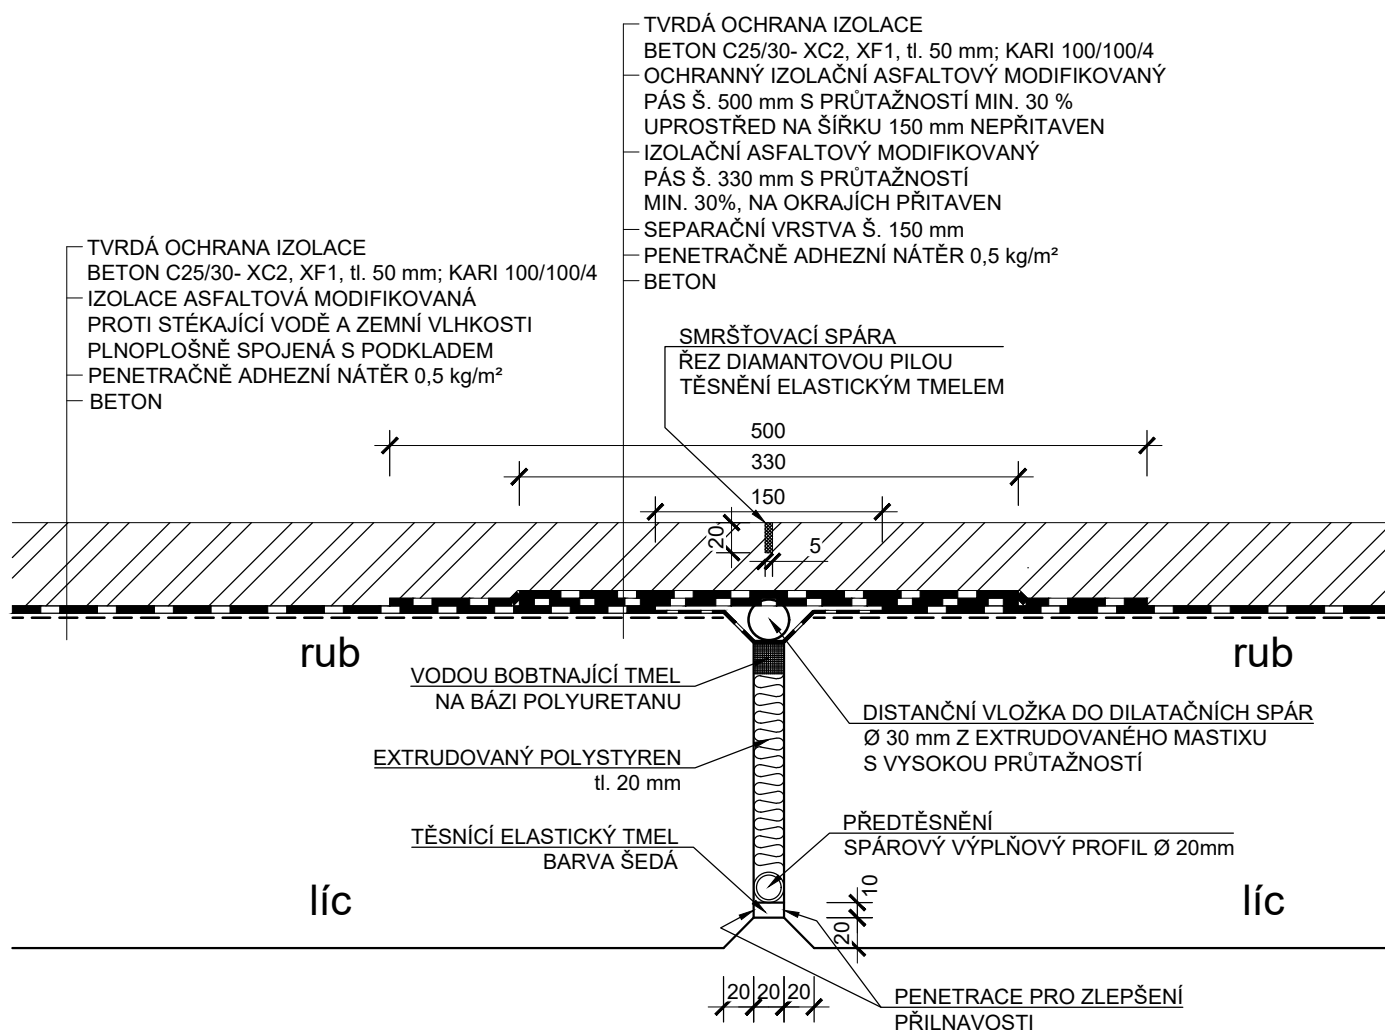 TVRDÁ OCHRANA IZOLACE
BETON C25/30- XC2, XF1, tl. 50 mm; KARI 100/100/4
OCHRANNÝ IZOLAČNÍ ASFALTOVÝ MODIFIKOVANÝ
PÁS Š. 500 mm S PRŮTAŽNOSTÍ MIN. 30 %
UPROSTŘED NA ŠÍŘKU 150 mm NEPŘITAVEN
IZOLAČNÍ ASFALTOVÝ MODIFIKOVANÝ
PÁS Š. 330 mm S PRŮTAŽNOSTÍ
MIN. 30%, NA OKRAJÍCH PŘITAVEN
SEPARAČNÍ VRSTVA Š. 150 mm
PENETRAČNĚ ADHEZNÍ NÁTĚR 0,5 kg/m²
BETON
TVRDÁ OCHRANA IZOLACE
BETON C25/30- XC2, XF1, tl. 50 mm; KARI 100/100/4
IZOLACE ASFALTOVÁ MODIFIKOVANÁ
PROTI STÉKAJÍCÍ VODĚ A ZEMNÍ VLHKOSTI
PLNOPLOŠNĚ SPOJENÁ S PODKLADEM
PENETRAČNĚ ADHEZNÍ NÁTĚR 0,5 kg/m²
BETON
SMRŠŤOVACÍ SPÁRA
ŘEZ DIAMANTOVOU PILOU
TĚSNĚNÍ ELASTICKÝM TMELEM
500
330
150
20
5
rub
rub
VODOU BOBTNAJÍCÍ TMEL
NA BÁZI POLYURETANU
DISTANČNÍ VLOŽKA DO DILATAČNÍCH SPÁR
Ø 30 mm Z EXTRUDOVANÉHO MASTIXU
S VYSOKOU PRŮTAŽNOSTÍ
EXTRUDOVANÝ POLYSTYREN
tl. 20 mm
TĚSNÍCÍ ELASTICKÝ TMEL
BARVA ŠEDÁ
PŘEDTĚSNĚNÍ
SPÁROVÝ VÝPLŇOVÝ PROFIL Ø 20mm
líc
líc
10
20
20 20 20
PENETRACE PRO ZLEPŠENÍ
PŘILNAVOSTI